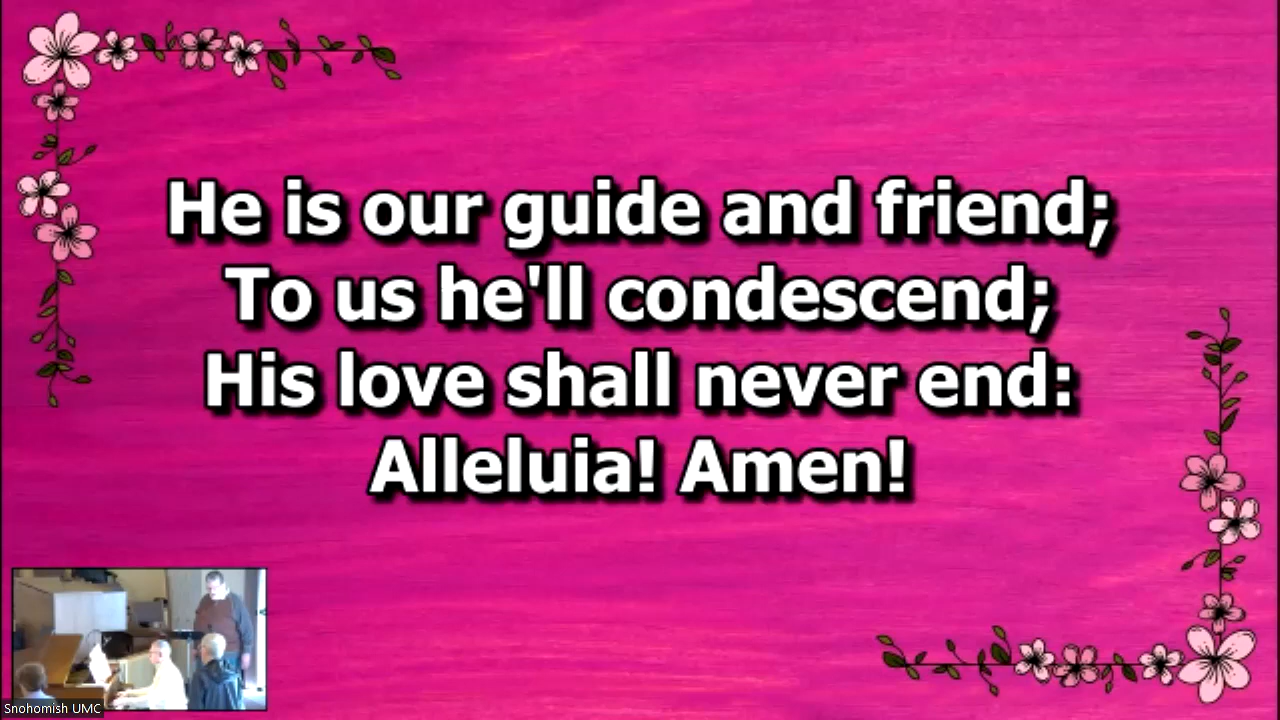 He is our guide and friend;
To us he'll condescend;
His love shall never end:
Alleluia! Amen!
Snohomish UMC